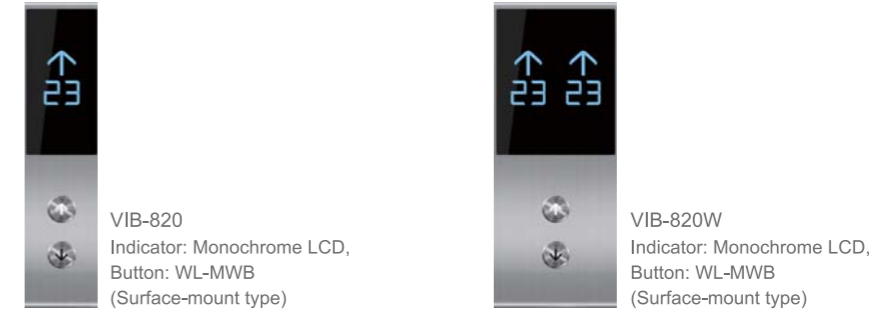 23
VIB-820
Indicator: Monochrome LCD,
Button: WL-MWB
(Surface-mount type)
23 23
VIB-820W
Indicator: Monochrome LCD,
Button: WL-MWB
(Surface-mount type)